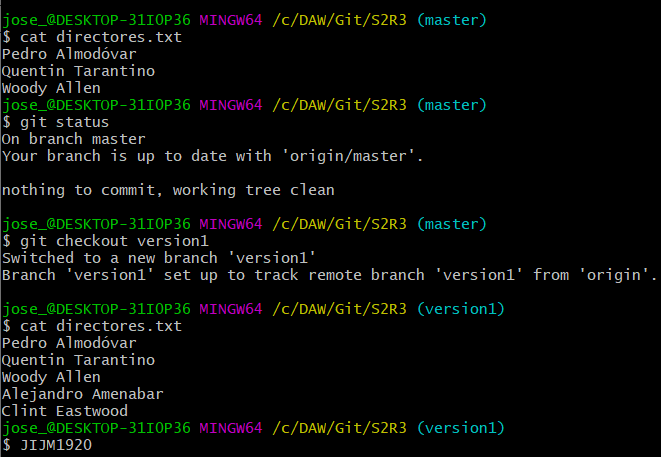 jose_@DESKTOP-31IOP36 MINGW64 /c/DAW/Git/S2R3 (master)
$ cat directores.txt
Pedro Almodóvar
Quentin Tarantino
Woody Allen
jose_@DESKTOP-31IOP36 MINGW64 /c/DAW/Git/S2R3 (master)
$ git status
On branch master
Your branch is up to date with 'origin/master'.
nothing to commit, working tree clean
jose_@DESKTOP-31IOP36 MINGW64 /c/DAW/Git/S2R3 (master)
$ git checkout version1
Switched to a new branch 'version1'
Branch 'version1' set up to track remote branch 'version1' from 'origin'.
jose_@DESKTOP-31IOP36 MINGW64 /c/DAW/Git/S2R3 (version1)
$ cat directores.txt
Pedro Almodóvar
Quentin Tarantino
Woody Allen
Alejandro Amenabar
Clint Eastwood
jose_@DESKTOP-31IOP36 MINGW64 /c/DAW/Git/S2R3 (version1)
$ JIJM1920